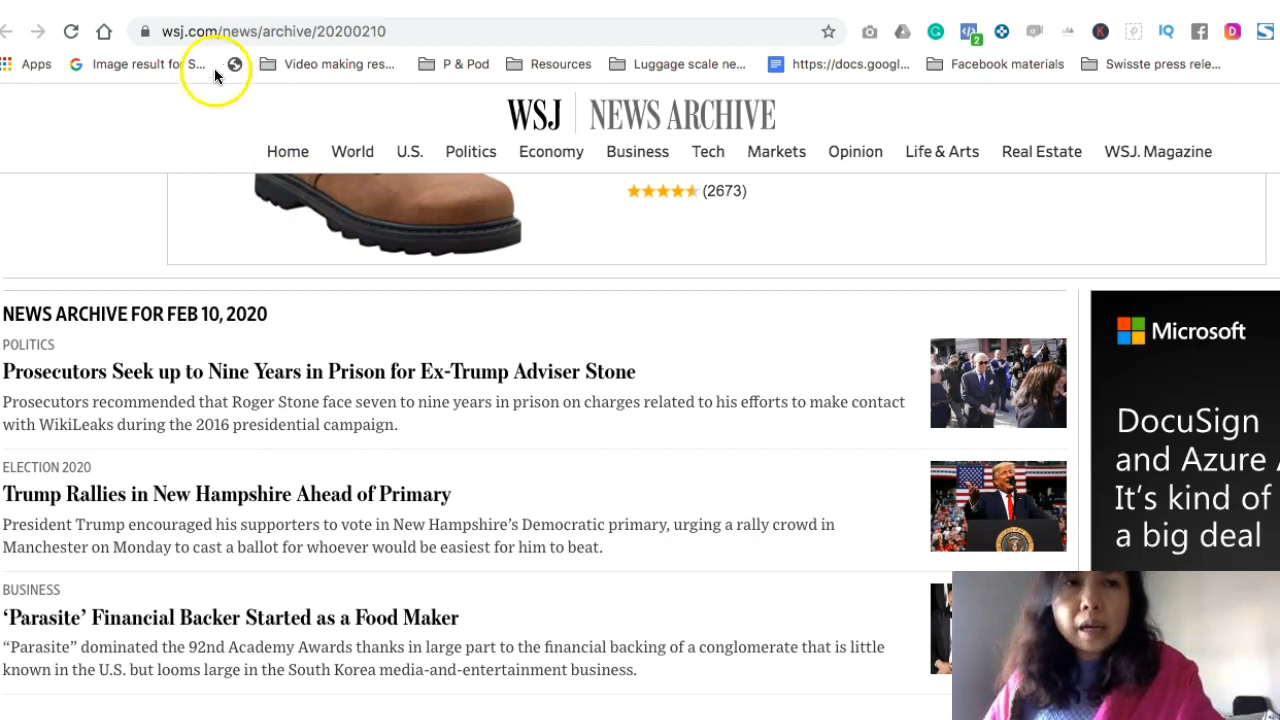 wsj.com/news/archive/20200210
2
IQ
Apps
Image result for S...
Video making res...
P & Pod
Resources
Luggage scale ne...
https://docs.googl...
Facebook materials
Swisste press rele...
WSJ NEWS ARCHIVE
Home World U.S. Politics Economy Business Tech Markets Opinion Life & Arts Real Estate WSJ. Magazine
(2673)
NEWS ARCHIVE FOR FEB 10, 2020
POLITICS
Prosecutors Seek up to Nine Years in Prison for Ex-Trump Adviser Stone
Prosecutors recommended that Roger Stone face seven to nine years in prison on charges related to his efforts to make contact
with WikiLeaks during the 2016 presidential campaign.
ELECTION 2020
Trump Rallies in New Hampshire Ahead of Primary
President Trump encouraged his supporters to vote in New Hampshire's Democratic primary, urging a rally crowd in
Manchester on Monday to cast a ballot for whoever would be easiest for him to beat.
BUSINESS
‘Parasite’ Financial Backer Started as a Food Maker
“Parasite” dominated the 92nd Academy Awards thanks in large part to the financial backing of a conglomerate that is little
known in the U.S. but looms large in the South Korea media-and-entertainment business.
Microsoft
DocuSign
and Azure
It's kind of
a big deal